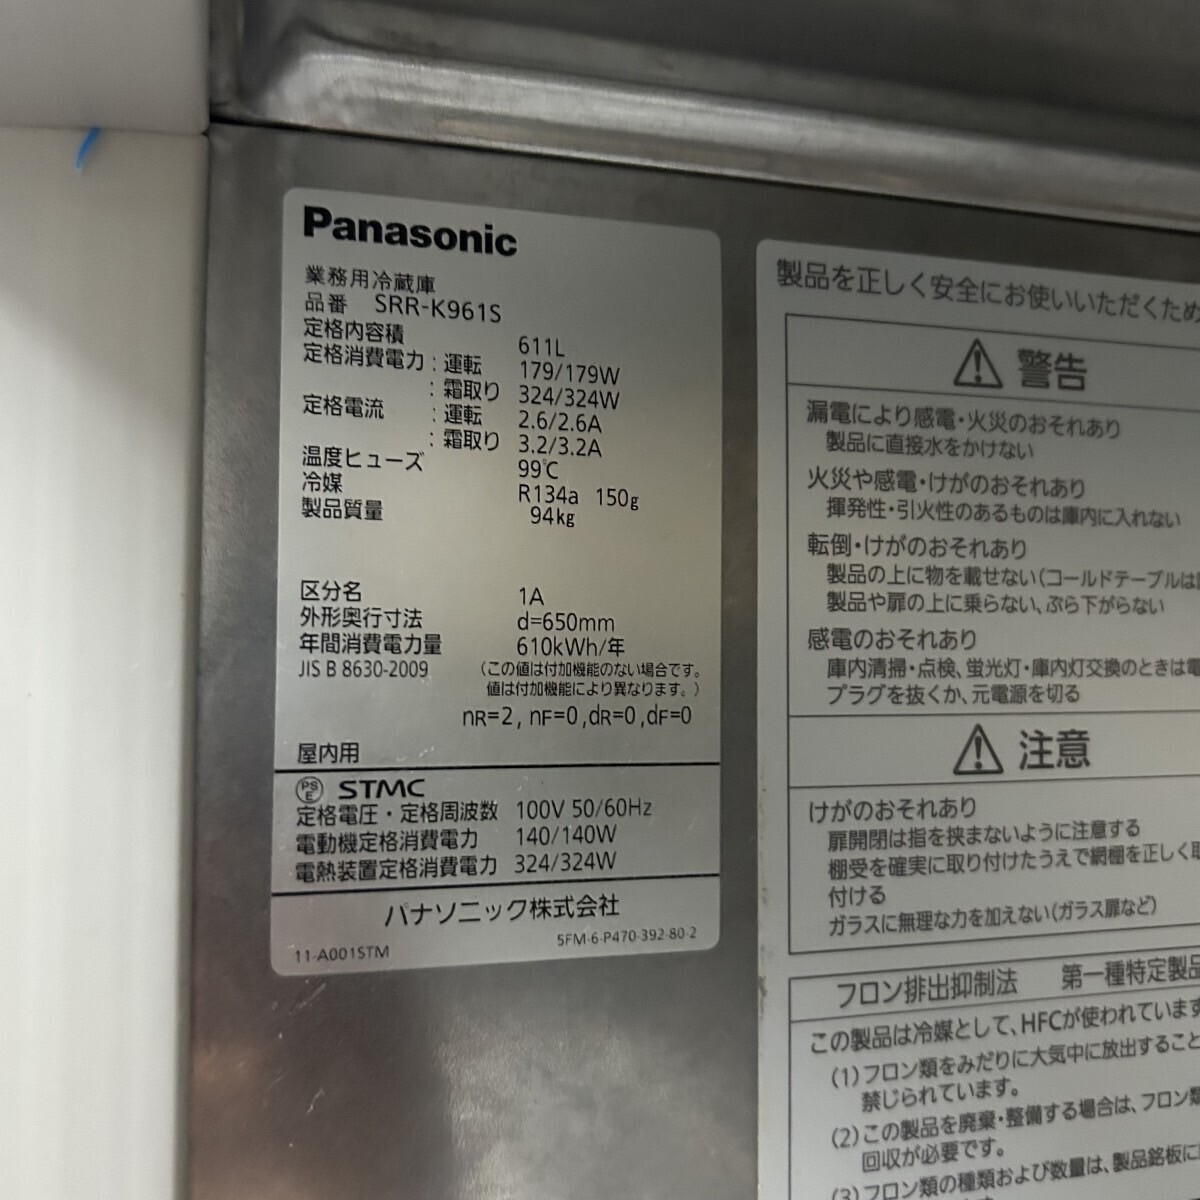 Panasonic
業務用冷蔵庫
品番 SRR-K961S
定格内容積 611L
定格消費電力:運転 179/179W
:霜取り 324/324W
定格電流 :運転 2.6/2.6A
:霜取り 3.2/3.2A
温度ヒューズ 99℃
冷媒 R134a 150g
製品質量 94kg
区分名 1A
外形奥行寸法 d=650mm
年間消費電力量 610kWh/年
JIS B 8630-2009 (この値は付加機能のない場合です。
値は付加機能により異なります。)
nR=2, nF=0,dR=0,dF=0
屋内用
PSE STMC
定格電圧・定格周波数 100V 50/60Hz
電動機定格消費電力 140/140W
電熱装置定格消費電力 324/324W
パナソニック株式会社
11-A001STM 5FM-6-P470-392-80-2
製品を正しく安全にお使いいただくため
警告
漏電により感電・火災のおそれあり
製品に直接水をかけない
火災や感電・けがのおそれあり
揮発性・引火性のあるものは庫内に入れない
転倒・けがのおそれあり
製品の上に物を載せない(コールドテーブルは
製品や扉の上に乗らない、ぶら下がらない
感電のおそれあり
庫内清掃・点検、蛍光灯・庫内灯交換のときは電
プラグを抜くか、元電源を切る
注意
けがのおそれあり
扉開閉は指を挟まないように注意する
棚受を確実に取り付けたうえで網棚を正しく取
付ける
ガラスに無理な力を加えない(ガラス扉など)
フロン排出抑制法 第一種特定製品
この製品は冷媒として、HFCが使われています
(1)フロン類をみだりに大気中に放出すること
禁じられています。
(2)この製品を廃棄・整備する場合は、フロン類
回収が必要です。
(3)フロン類の種類および数量は、製品銘板に